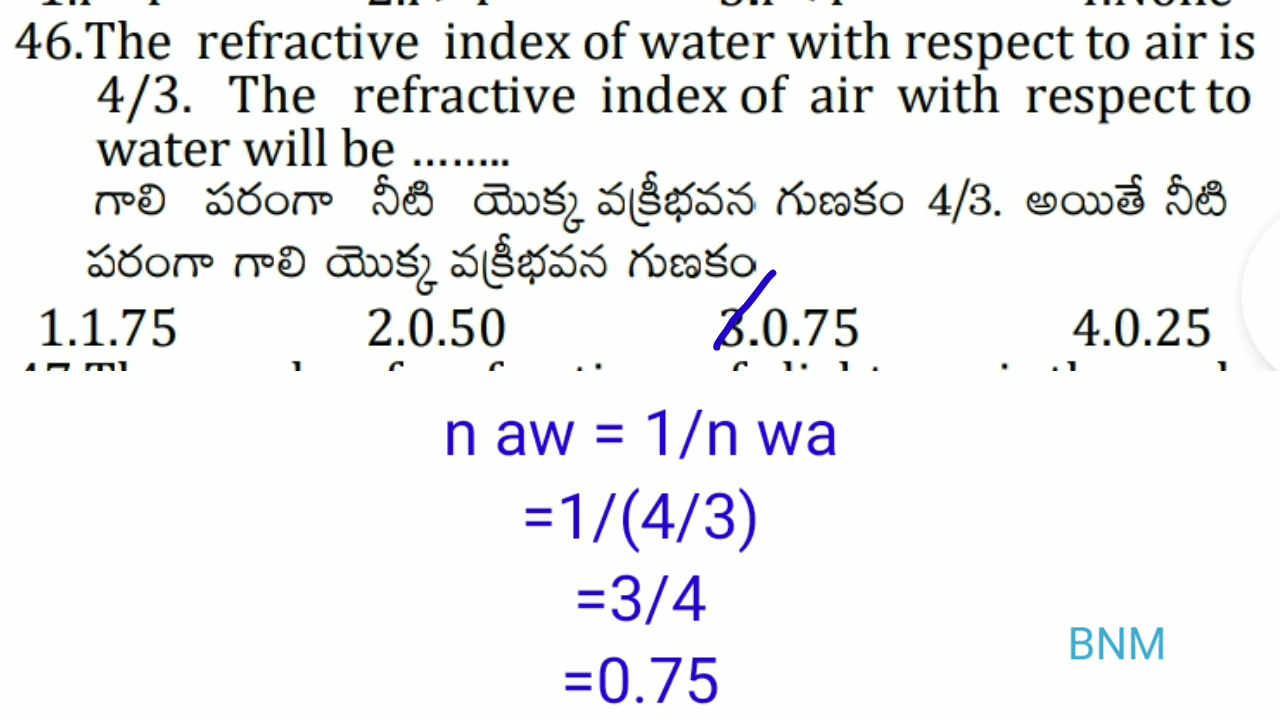 46.The refractive index of water with respect to air is
4/3. The refractive index of air with respect to
water will be ........
గాలి పరంగా నీటి యొక్క వక్రీభవన గుణకం 4/3. అయితే నీటి
పరంగా గాలి యొక్క వక్రీభవన గుణకం
1.1.75 2.0.50 3.0.75 4.0.25
n aw = 1/n wa
=1/(4/3)
=3/4
=0.75
BNM